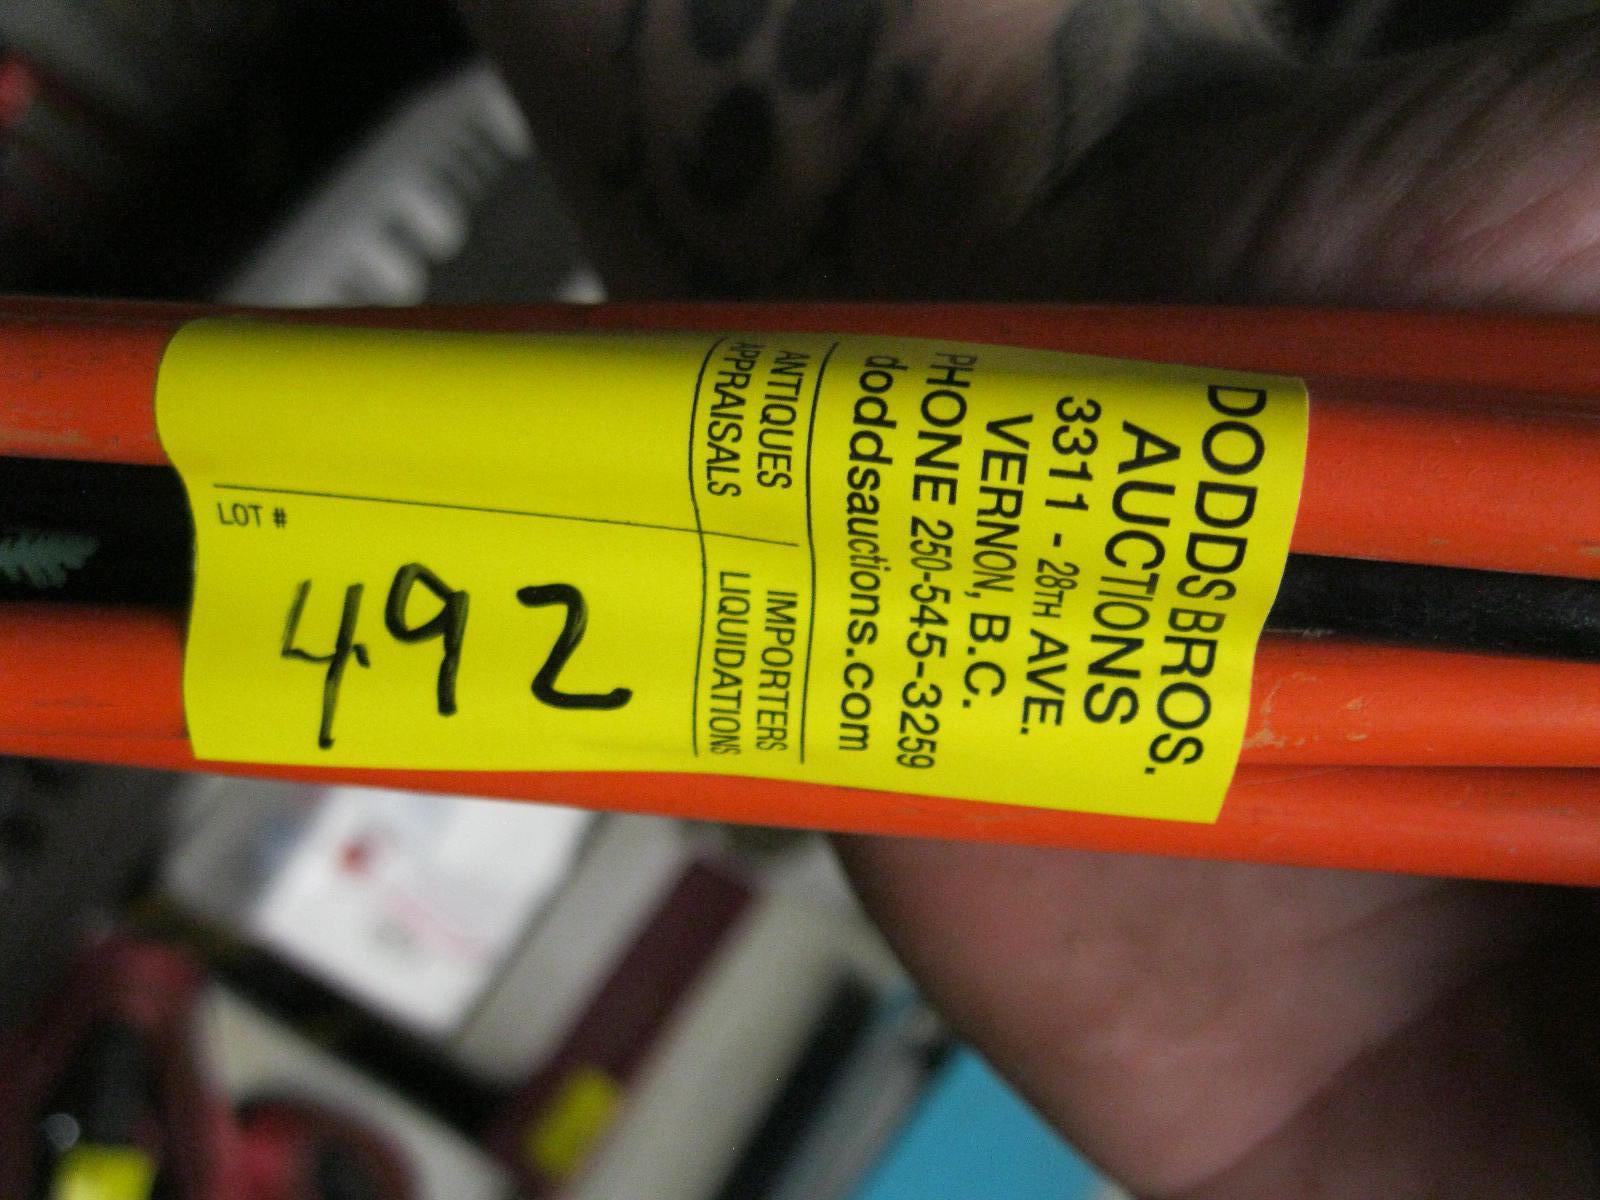 DODDS BROS.
AUCTIONS
3311 - 28TH AVE.
VERNON, B.C.
PHONE 250-545-3259
doddsauctions.com
ANTIQUES IMPORTERS
APPRAISALS LIQUIDATIONS
LOT #
492